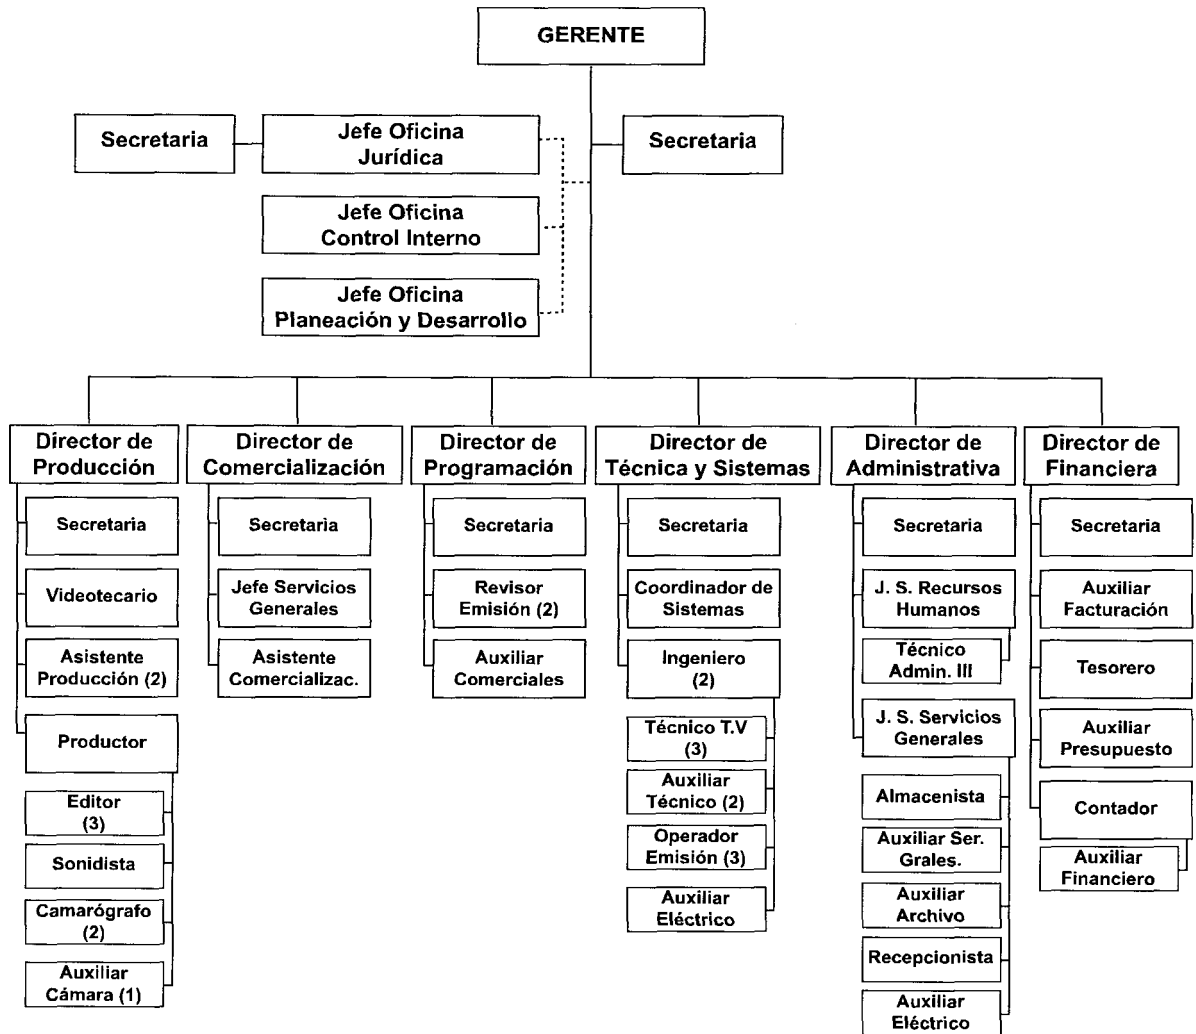 GERENTE
Secretaria
Jefe Oficina
Jurídica
Secretaria
Jefe Oficina
Control Interno
Jefe Oficina
Planeación y Desarrollo
Director de
Producción
Secretaria
Videotecario
Asistente
Producción (2)
Productor
Editor
(3)
Sonidista
Camarógrafo
(2)
Auxiliar
Cámara (1)
Director de
Comercialización
Secretaria
Jefe Servicios
Generales
Asistente
Comercializac.
Director de
Programación
Secretaria
Revisor
Emisión (2)
Auxiliar
Comerciales
Director de
Técnica y Sistemas
Secretaria
Coordinador de
Sistemas
Ingeniero
(2)
Técnico T.V
(3)
Auxiliar
Técnico (2)
Operador
Emisión (3)
Auxiliar
Eléctrico
Director de
Administrativa
Secretaria
J. S. Recursos
Humanos
Técnico
Admin. III
J. S. Servicios
Generales
Almacenista
Auxiliar Ser.
Grales.
Auxiliar
Archivo
Recepcionista
Auxiliar
Eléctrico
Director de
Financiera
Secretaria
Auxiliar
Facturación
Tesorero
Auxiliar
Presupuesto
Contador
Auxiliar
Financiero